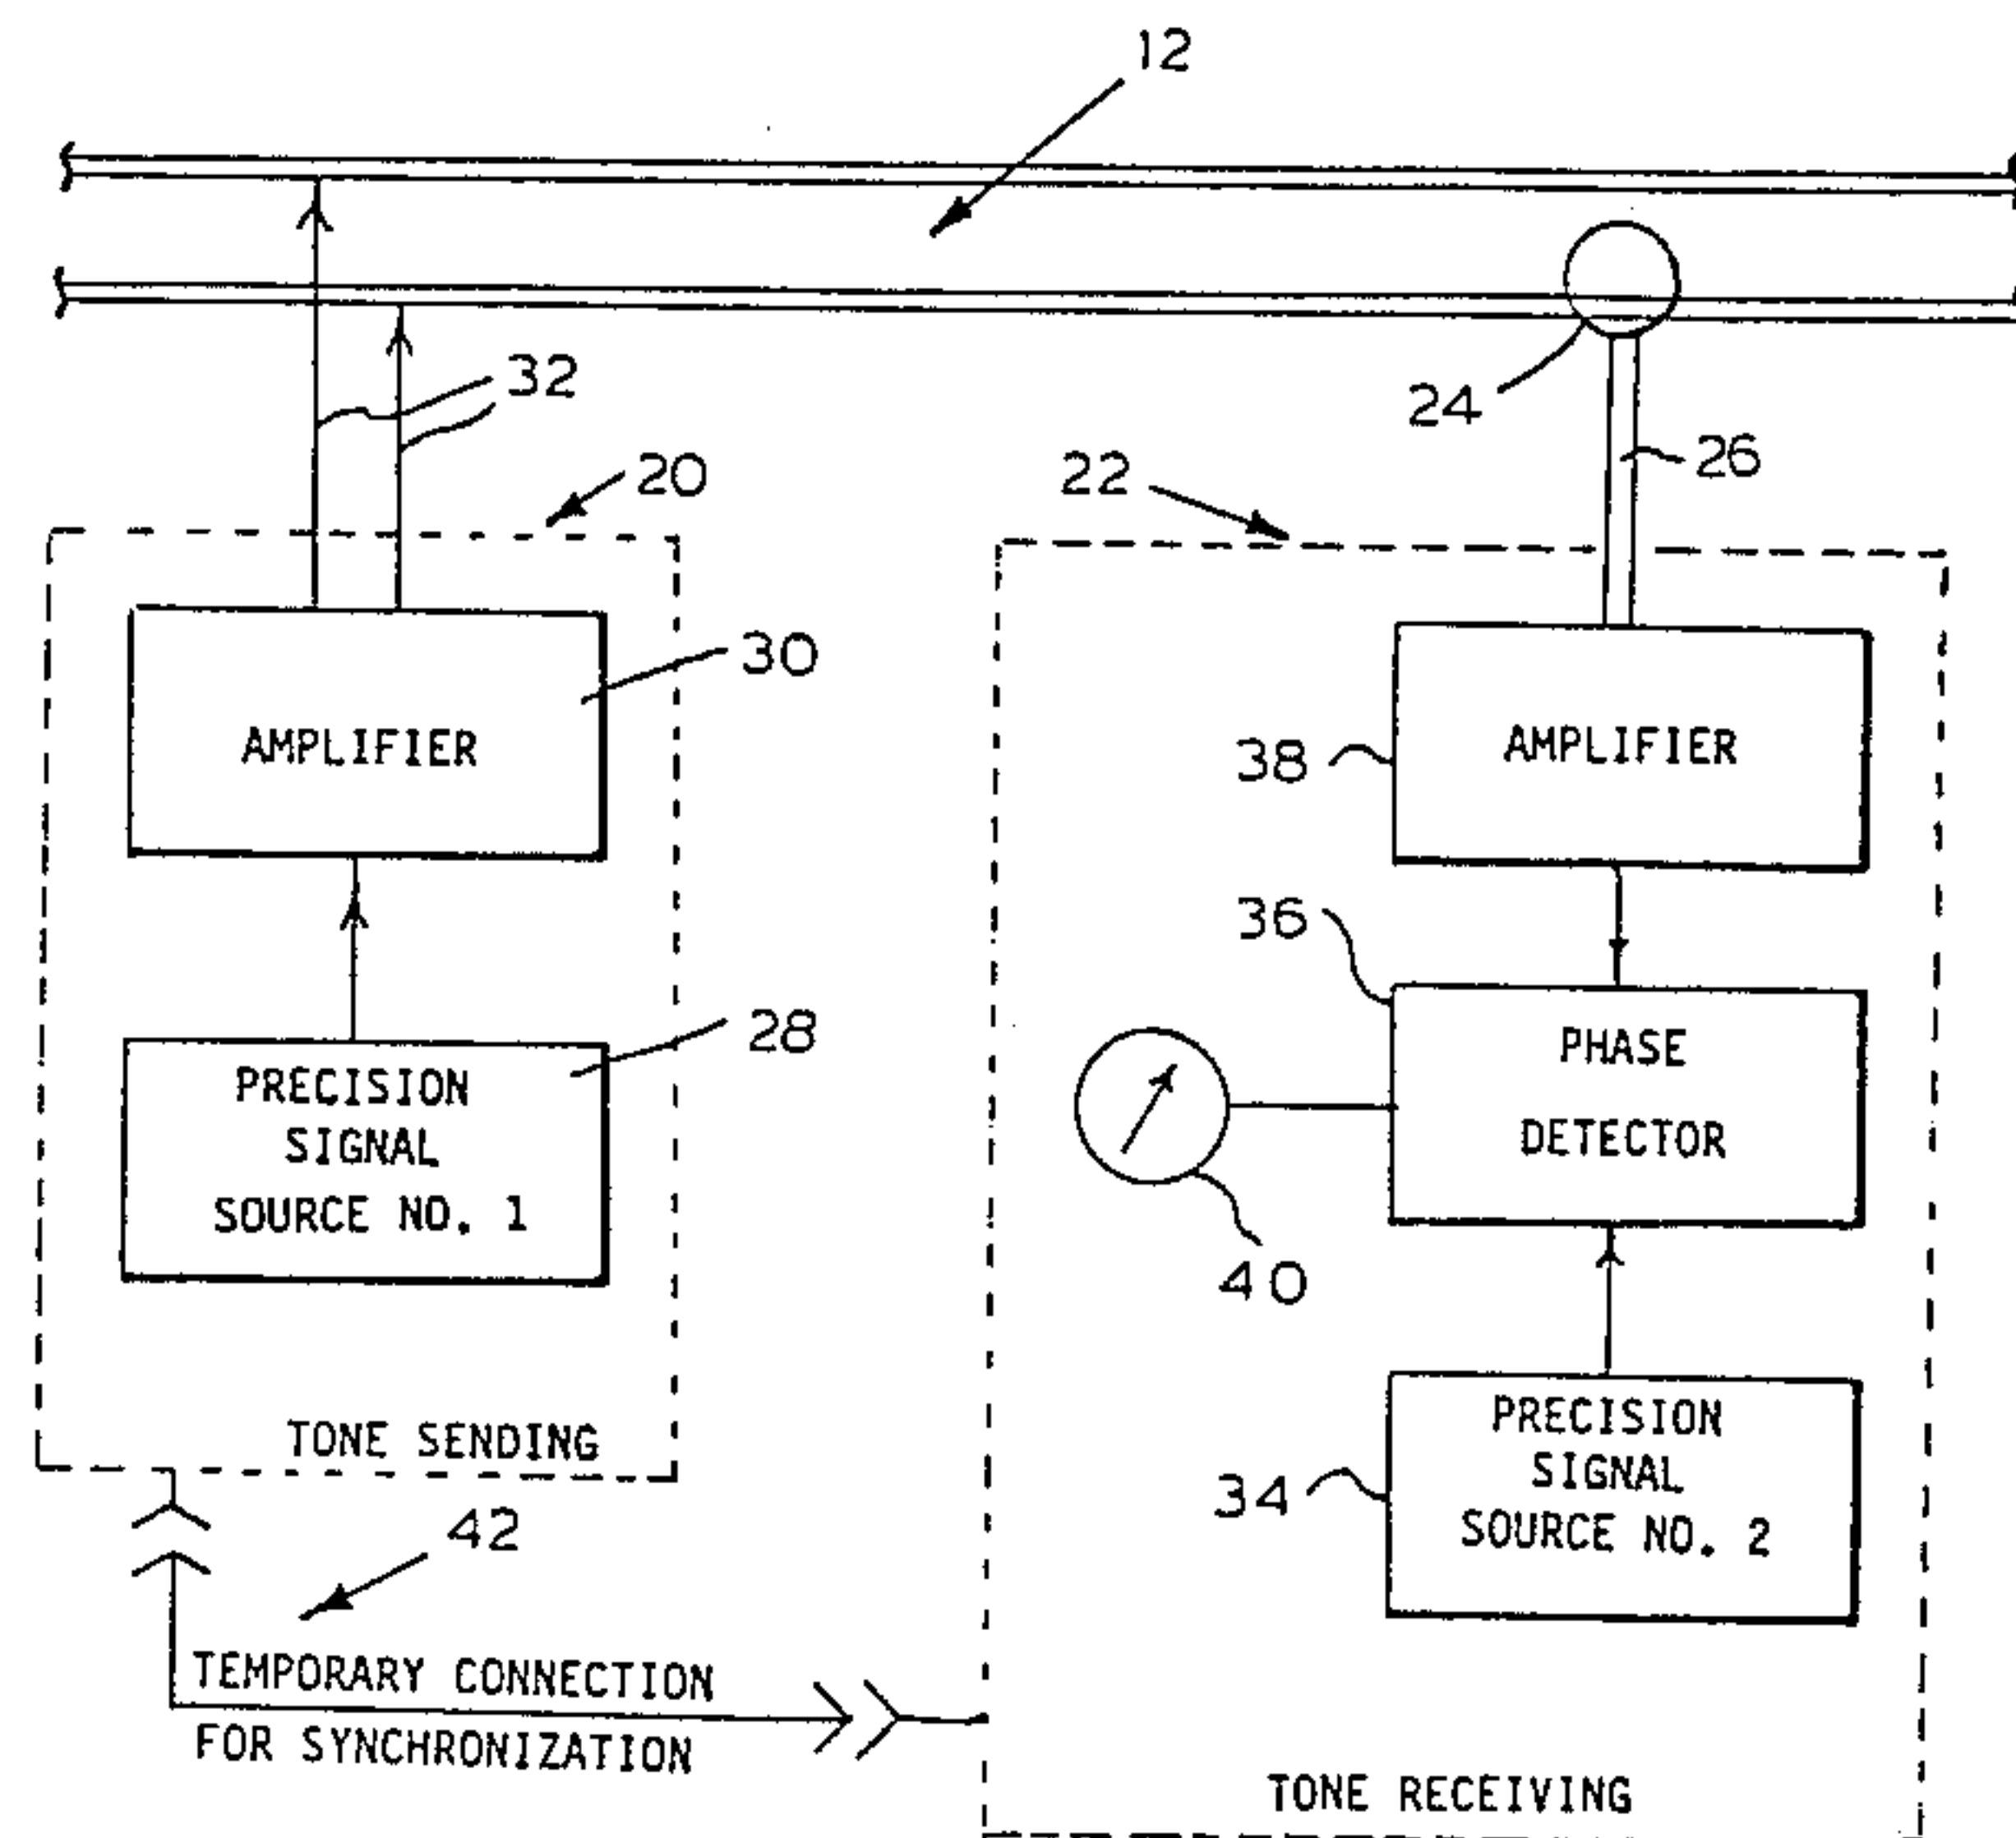 12
32
24
26
20
22
30
AMPLIFIER
38
AMPLIFIER
36
28
PRECISION
SIGNAL
SOURCE NO. 1
PHASE
DETECTOR
40
TONE SENDING
34
PRECISION
SIGNAL
SOURCE NO. 2
42
TEMPORARY CONNECTION
FOR SYNCHRONIZATION
TONE RECEIVING